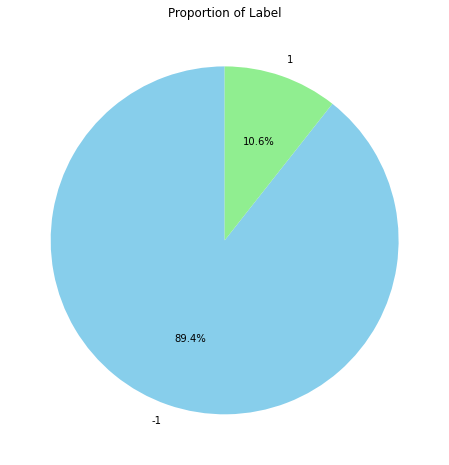 Proportion of Label
1
10.6%
89.4%
-1